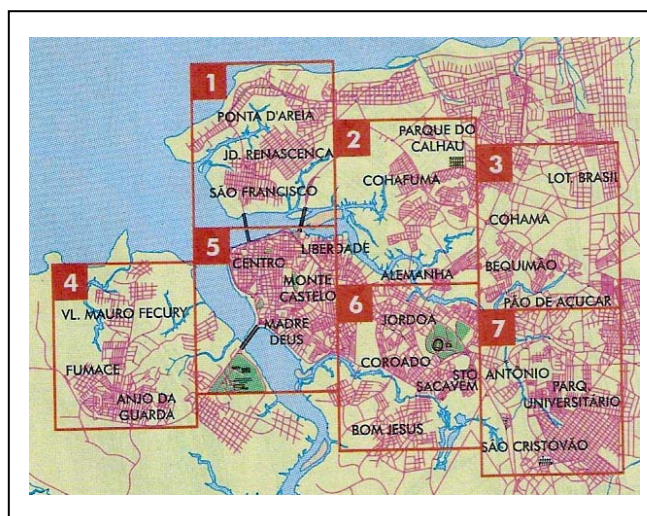 1
PONTA D'AREIA
JD. RENASCENÇA
SÃO FRANCISCO
2
PARQUE DO
CALHAU
COHAFUMA
ALEMANHA
3
LOT. BRASIL
COHAMA
BEQUIMÃO
PÃO DE AÇUCAR
4
VL. MAURO FECURY
FUMACE
ANJO DA
GUARDA
5
LIBERDADE
CENTRO
MONTE
CASTELO
MADRE
DEUS
6
JORDOA
COROADO
STO
SACAVEM
BOM JESUS
7
ANTONIO
PARQ.
UNIVERSITÁRIO
SÃO CRISTOVÃO